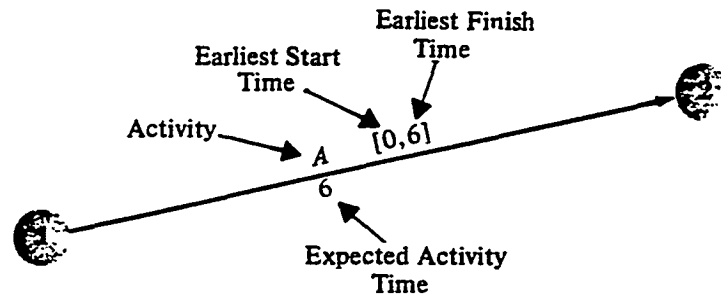 Earliest Finish
Time
Earliest Start
Time
2
Activity
A
[0,6]
6
1
Expected Activity
Time